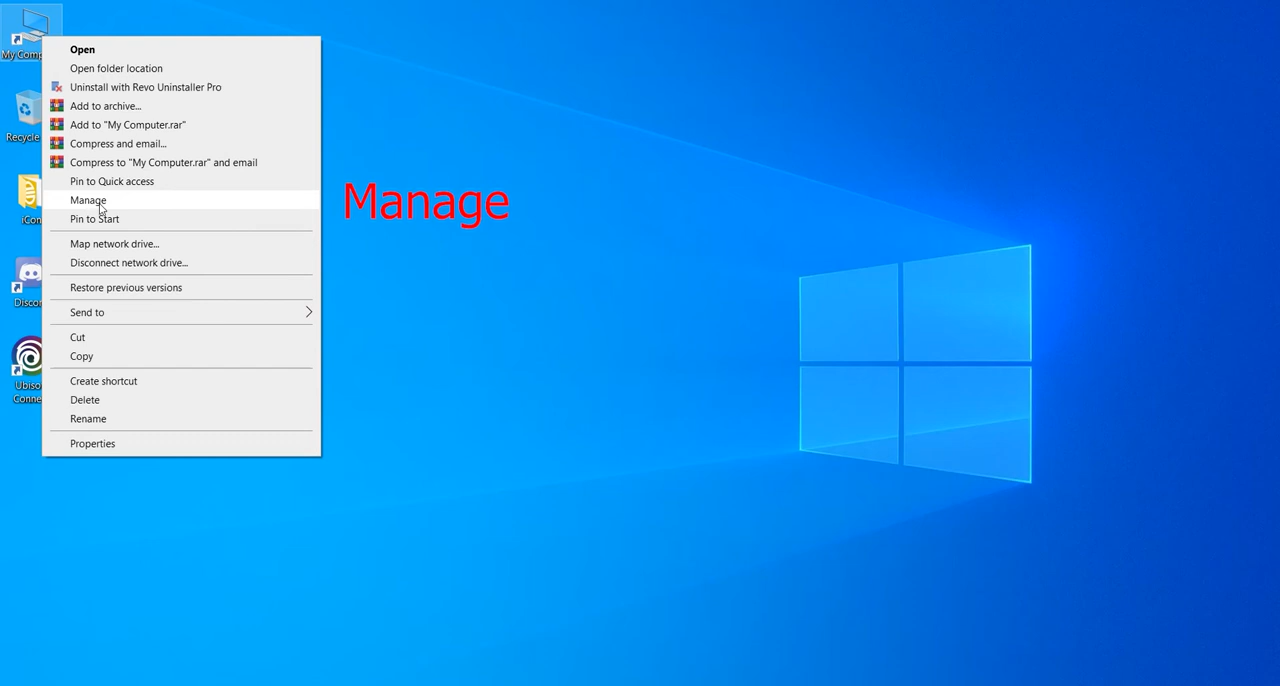 My Comp
Open
Open folder location
Uninstall with Revo Uninstaller Pro
Add to archive...
Add to "My Computer.rar"
Compress and email...
Compress to "My Computer.rar" and email
Pin to Quick access
Manage
Pin to Start
Map network drive...
Disconnect network drive...
Restore previous versions
Send to
Cut
Copy
Create shortcut
Delete
Rename
Properties
Manage
Recycle
iCon
Discor
Ubiso
Conne